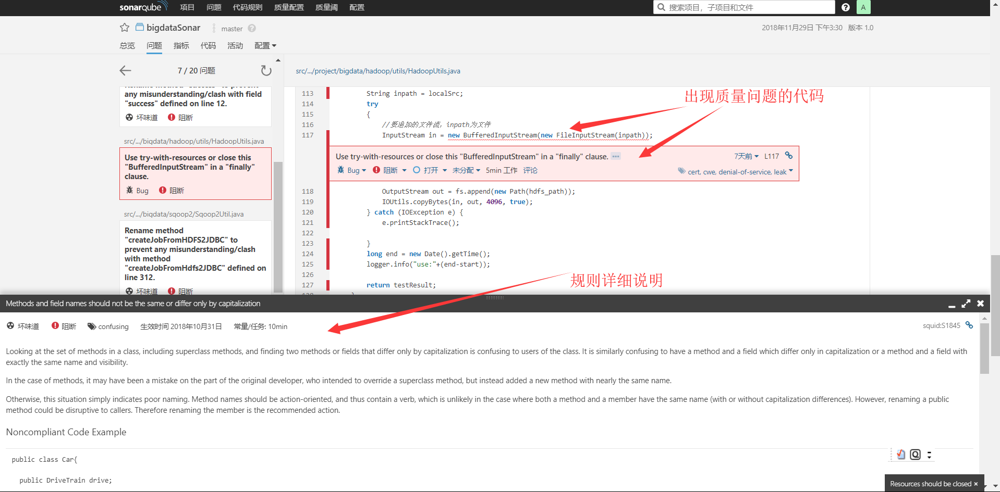 sonarqube 项目 问题 代码规则 质量配置 质量阈 配置 搜索项目，子项目和文件 ? A
bigdataSonar master ? 2018年11月29日 下午3:30 版本 1.0
总览 问题 指标 代码 活动 配置
7 / 20 问题
any misunderstanding/clash with field
"success" defined on line 12.
坏味道 阻断
src/.../bigdata/hadoop/utils/HadoopUtils.java
Use try-with-resources or close this
"BufferedInputStream" in a "finally"
clause.
Bug 阻断
src/.../bigdata/sqoop2/Sqoop2Util.java
Rename method
"createJobFromHDFS2JDBC" to
prevent any misunderstanding/clash
with method
"createJobFromHdfs2JDBC" defined on
line 312.
坏味道 阻断
src/.../project/bigdata/hadoop/utils/HadoopUtils.java
113 String inpath = localSrc;
114 try
115 {
116 //要追加的文件流，inpath为文件
117 InputStream in = new BufferedInputStream(new FileInputStream(inpath));
出现质量问题的代码
Use try-with-resources or close this "BufferedInputStream" in a "finally" clause. ... 7天前 L117
Bug 阻断 打开 未分配 5min 工作 评论 cert, cwe, denial-of-service, leak
118 OutputStream out = fs.append(new Path(hdfs_path));
119 IOUtils.copyBytes(in, out, 4096, true);
120 } catch (IOException e) {
121 e.printStackTrace();
122
123 }
124 long end = new Date().getTime();
125 logger.info("use:"+(end-start));
126
127 return testResult;
规则详细说明
Methods and field names should not be the same or differ only by capitalization
坏味道 阻断 confusing 生效时间 2018年10月31日 常量/任务: 10min squid:S1845
Looking at the set of methods in a class, including superclass methods, and finding two methods or fields that differ only by capitalization is confusing to users of the class. It is similarly confusing to have a method and a field which differ only in capitalization or a method and a field with
exactly the same name and visibility.
In the case of methods, it may have been a mistake on the part of the original developer, who intended to override a superclass method, but instead added a new method with nearly the same name.
Otherwise, this situation simply indicates poor naming. Method names should be action-oriented, and thus contain a verb, which is unlikely in the case where both a method and a member have the same name (with or without capitalization differences). However, renaming a public
method could be disruptive to callers. Therefore renaming the member is the recommended action.
Noncompliant Code Example
public class Car{
public DriveTrain drive;
Resources should be closed ×